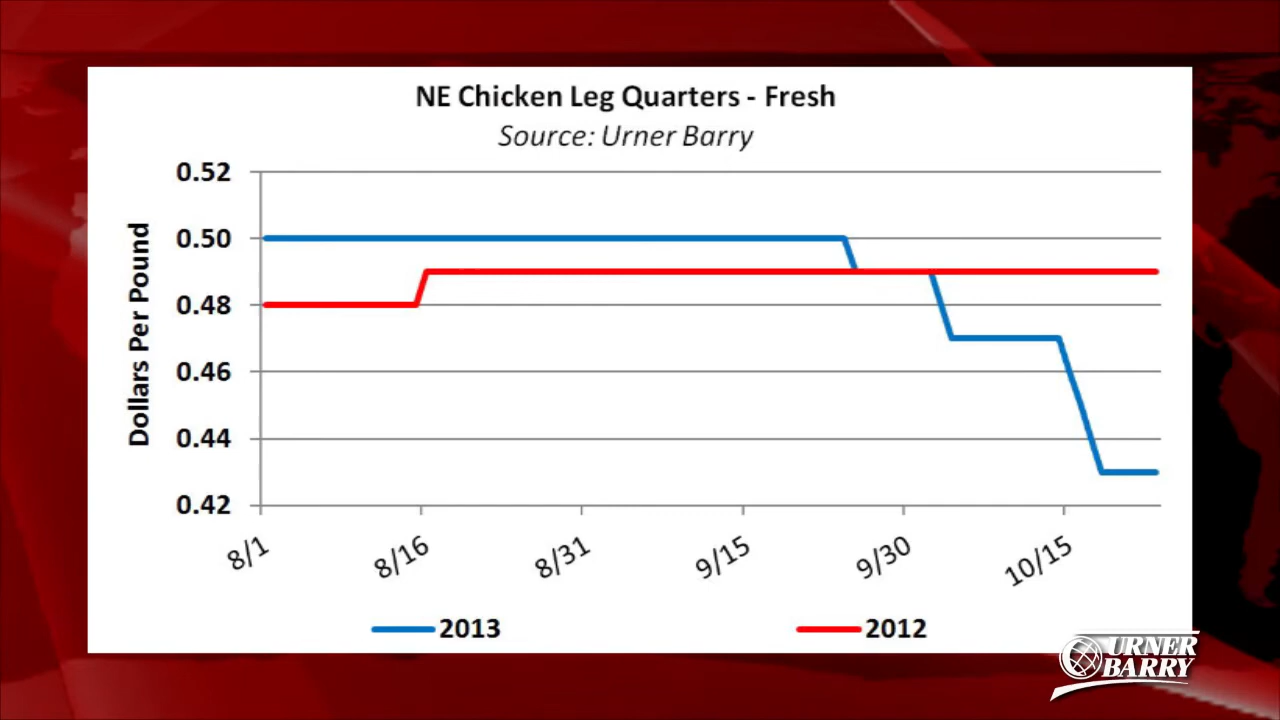 NE Chicken Leg Quarters - Fresh
Source: Urner Barry
Dollars Per Pound
0.52
0.50
0.48
0.46
0.44
0.42
8/1
8/16
8/31
9/15
9/30
10/15
2013
2012
URNER
BARRY